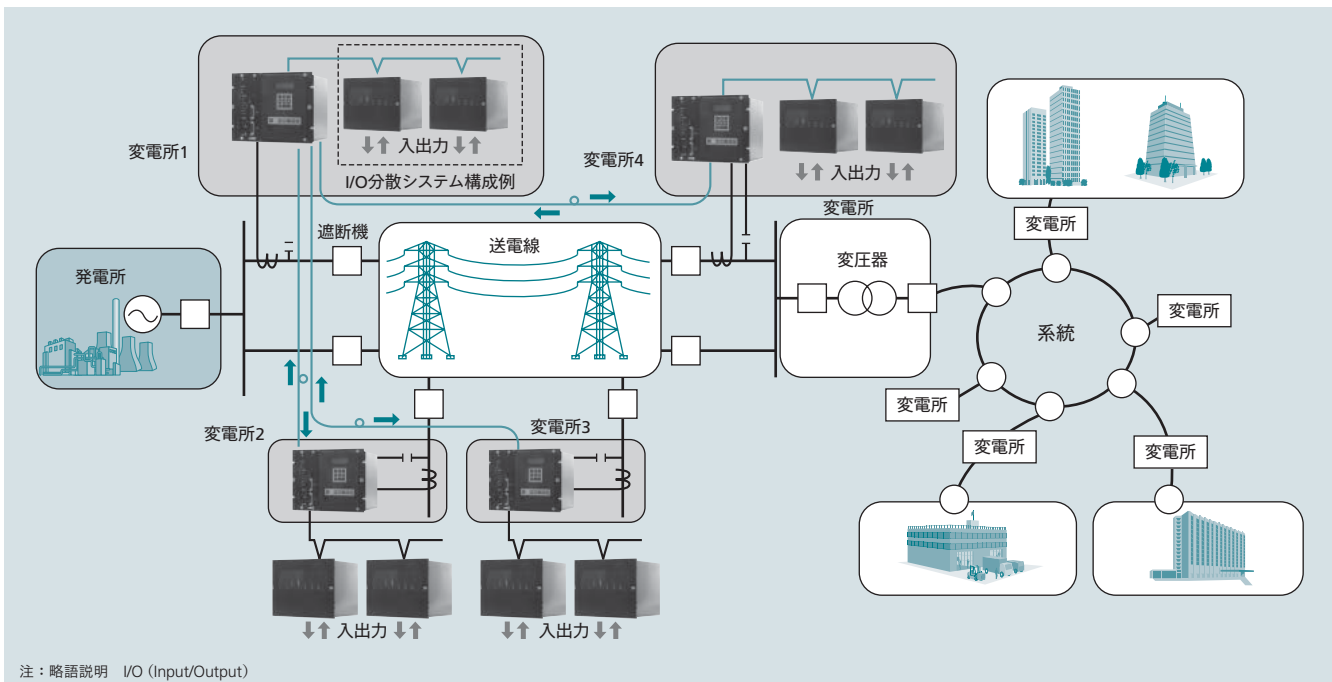 変電所1
入出力
I/O分散システム構成例
変電所4
入出力
遮断機
送電線
変電所
変圧器
発電所
変電所
系統
変電所
変電所
変電所
変電所
変電所2
変電所3
入出力
入出力
注：略語説明　I/O（Input/Output）